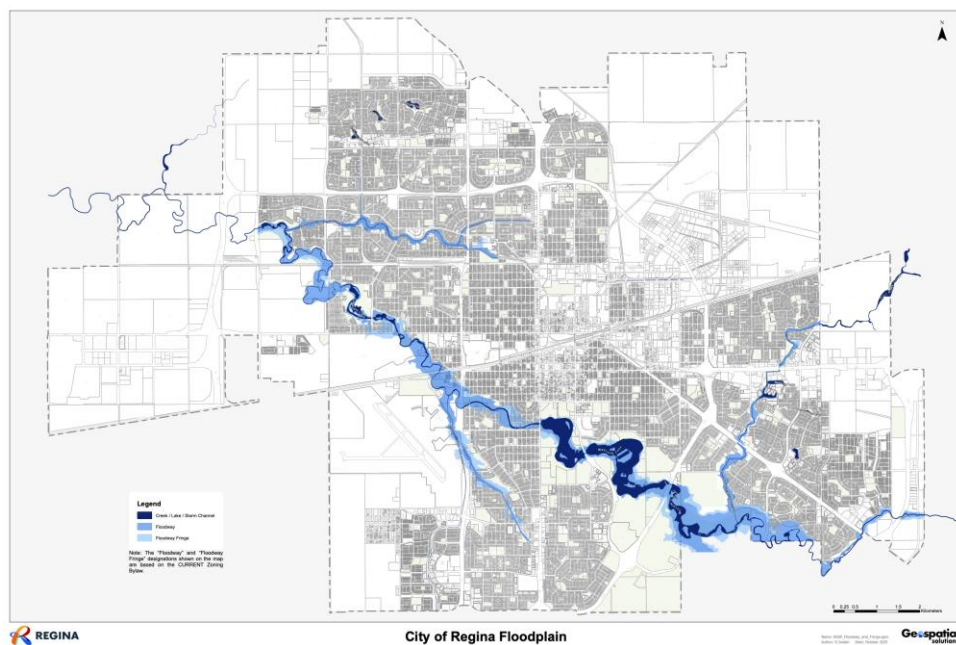 N
Legend
Creek / Lake / Storm Channel
Floodway
Floodway Fringe
Note: The "Floodway" and "Floodway
Fringe" designations shown on the map
are based on the CURRENT Zoning
Bylaw.
0 0.25 0.5 1 1.5 2
Kilometers
REGINA
City of Regina Floodplain
Geospatial
solutions